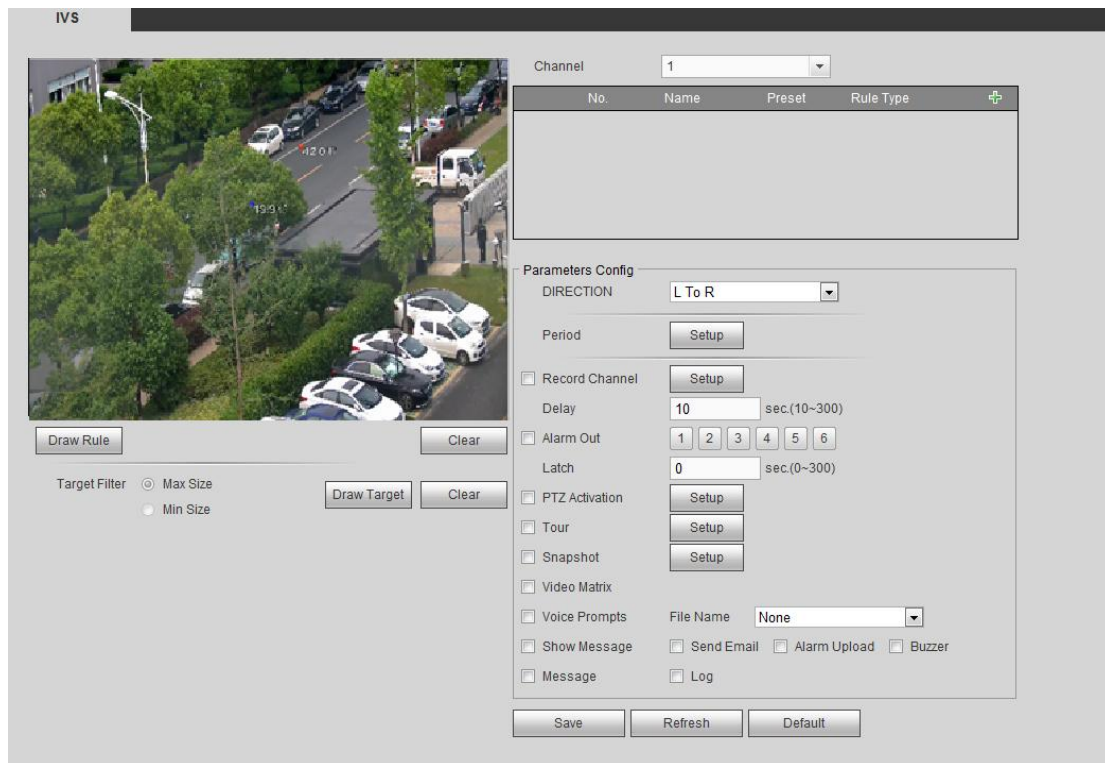 IVS
Channel 1
No. Name Preset Rule Type
Draw Rule Clear
Target Filter Max Size
Min Size
Draw Target Clear
Parameters Config
DIRECTION L To R
Period Setup
Record Channel Setup
Delay 10 sec.(10~300)
Alarm Out 1 2 3 4 5 6
Latch 0 sec.(0~300)
PTZ Activation Setup
Tour Setup
Snapshot Setup
Video Matrix
Voice Prompts File Name None
Show Message Send Email Alarm Upload Buzzer
Message Log
Save Refresh Default